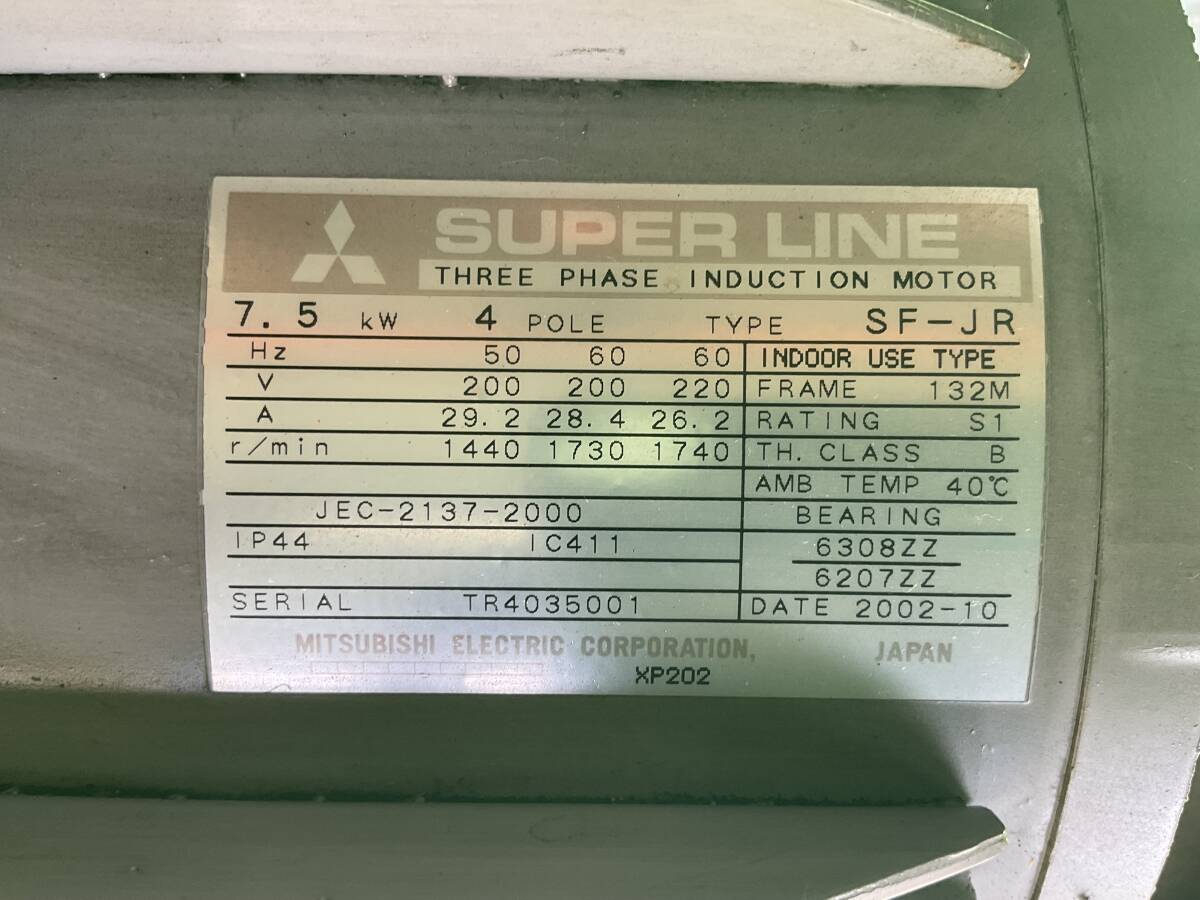 SUPER LINE
THREE PHASE INDUCTION MOTOR
7.5 kW 4 POLE TYPE SF-JR
Hz 50 60 60 INDOOR USE TYPE
V 200 200 220 FRAME 132M
A 29.2 28.4 26.2 RATING S1
r/min 1440 1730 1740 TH. CLASS B
AMB TEMP 40℃
JEC-2137-2000 BEARING
IP44 IC411 6308ZZ
6207ZZ
SERIAL TR4035001 DATE 2002-10
MITSUBISHI ELECTRIC CORPORATION, JAPAN
XP202